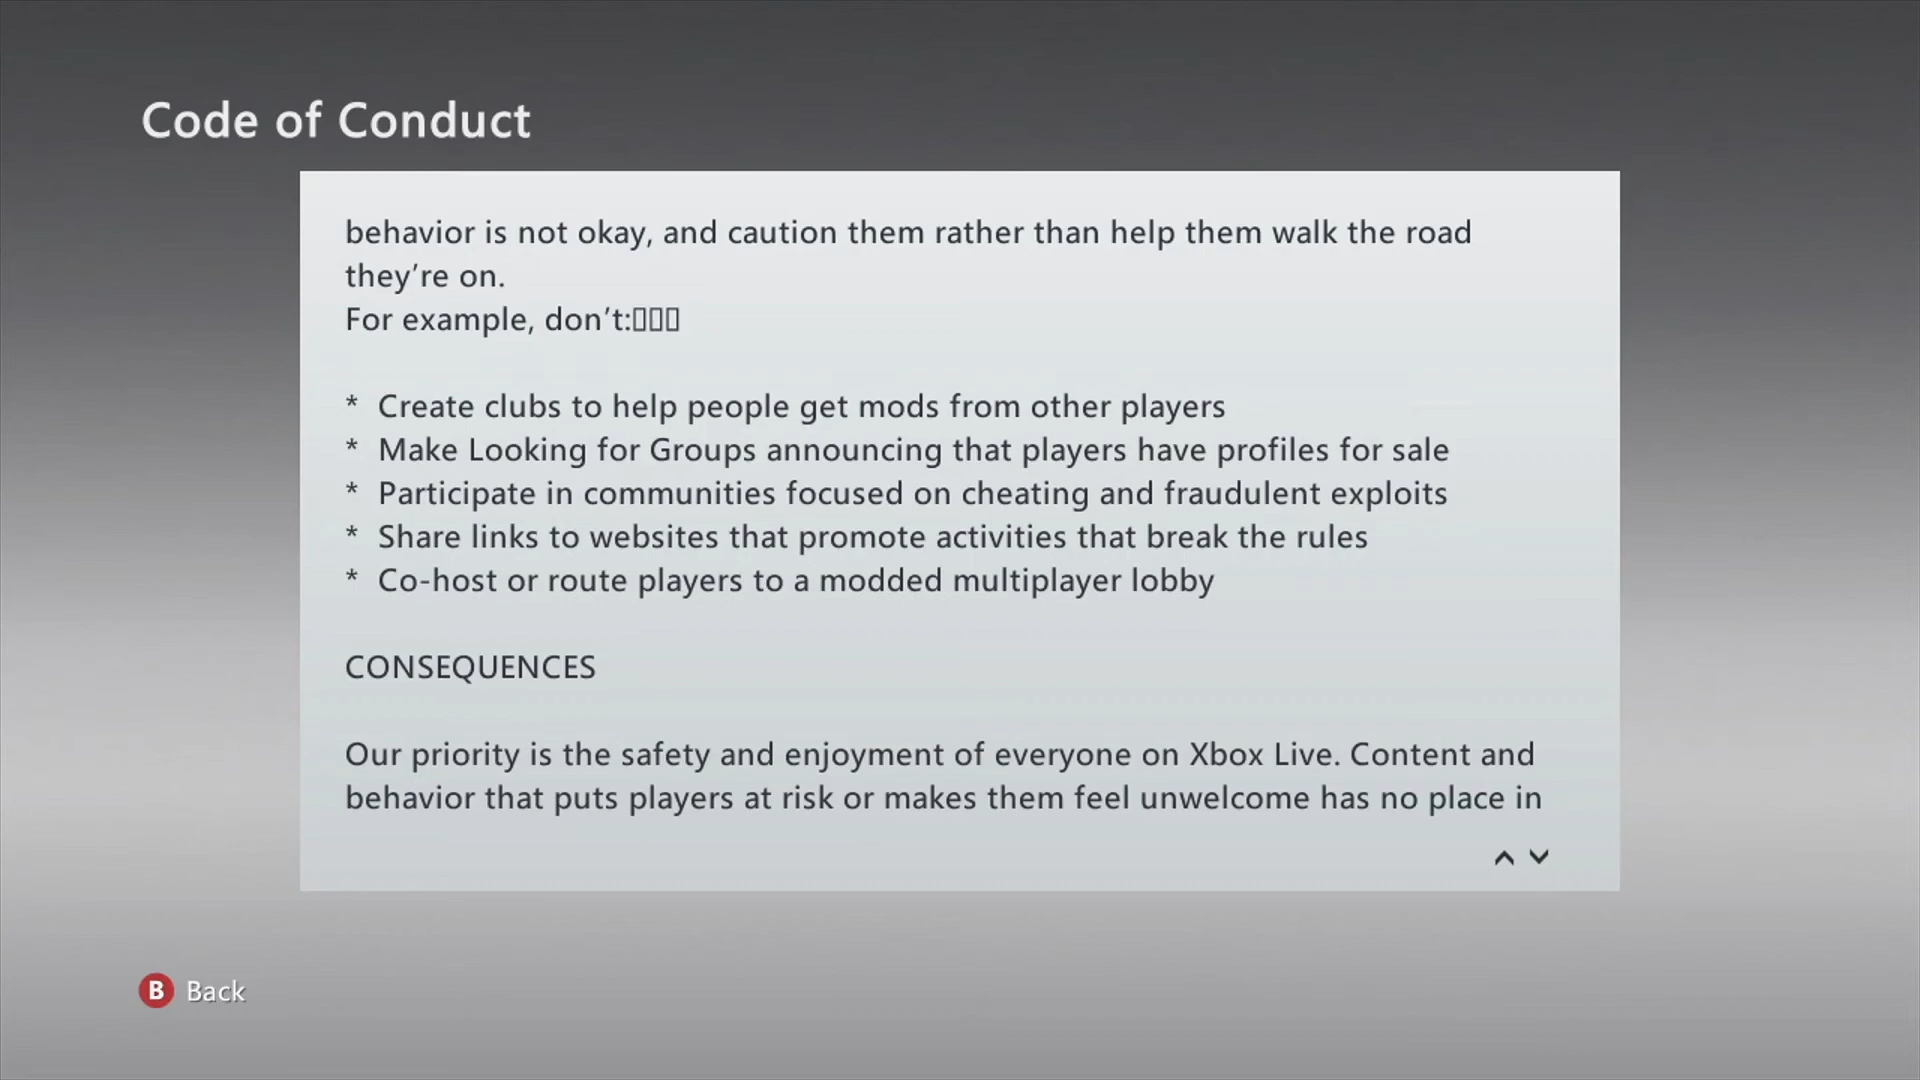 Code of Conduct
behavior is not okay, and caution them rather than help them walk the road
they’re on.
For example, don’t:▯▯▯
* Create clubs to help people get mods from other players
* Make Looking for Groups announcing that players have profiles for sale
* Participate in communities focused on cheating and fraudulent exploits
* Share links to websites that promote activities that break the rules
* Co-host or route players to a modded multiplayer lobby
CONSEQUENCES
Our priority is the safety and enjoyment of everyone on Xbox Live. Content and
behavior that puts players at risk or makes them feel unwelcome has no place in
B Back